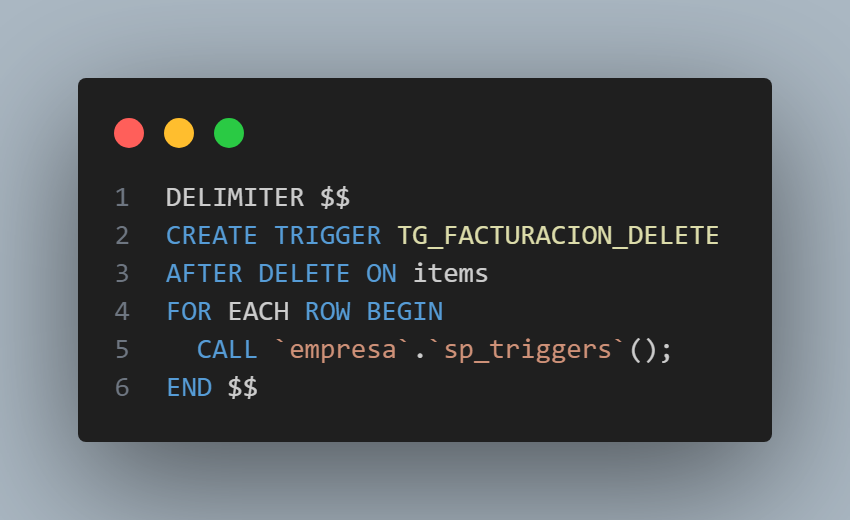 1 DELIMITER $$
2 CREATE TRIGGER TG_FACTURACION_DELETE
3 AFTER DELETE ON items
4 FOR EACH ROW BEGIN
5   CALL `empresa`.`sp_triggers`();
6 END $$